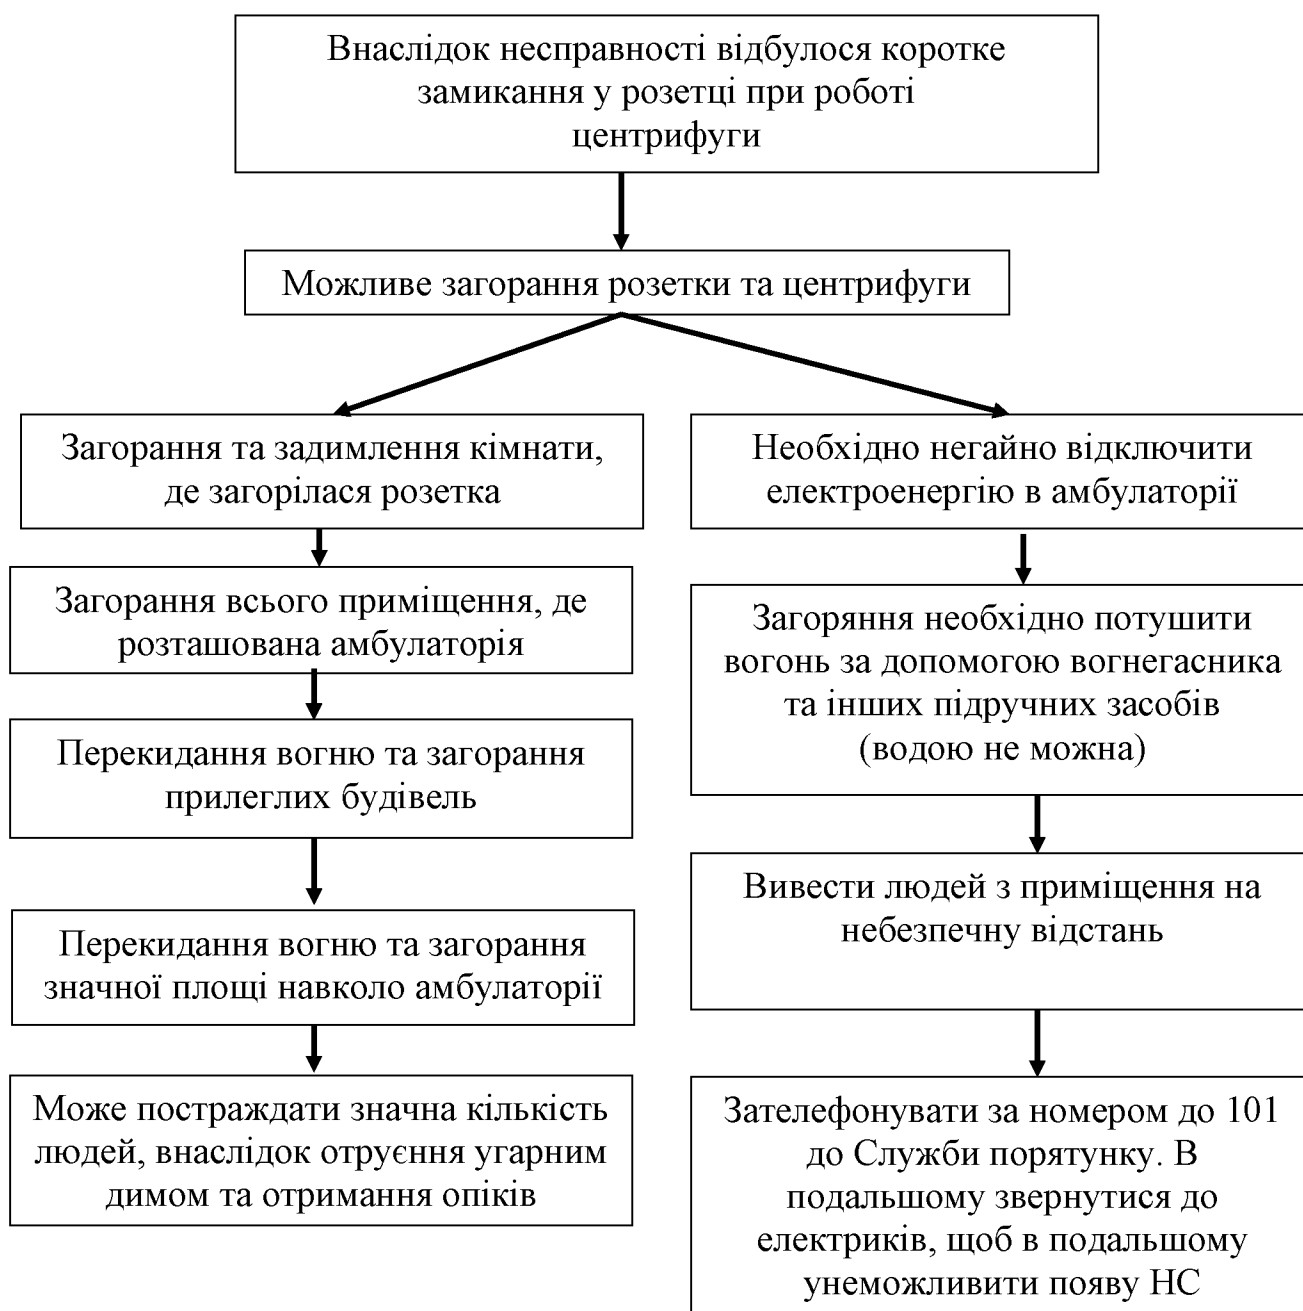 Внаслідок несправності відбулося коротке
замикання у розетці при роботі
центрифуги
Можливе загорання розетки та центрифуги
Загорання та задимлення кімнати,
де загорілася розетка
Загорання всього приміщення, де
розташована амбулаторія
Перекидання вогню та загорання
прилеглих будівель
Перекидання вогню та загорання
значної площі навколо амбулаторії
Може постраждати значна кількість
людей, внаслідок отруєння угарним
димом та отримання опіків
Необхідно негайно відключити
електроенергію в амбулаторії
Загоряння необхідно потушити
вогонь за допомогою вогнегасника
та інших підручних засобів
(водою не можна)
Вивести людей з приміщення на
небезпечну відстань
Зателефонувати за номером до 101
до Служби порятунку. В
подальшому звернутися до
електриків, щоб в подальшому
унеможливити появу НС